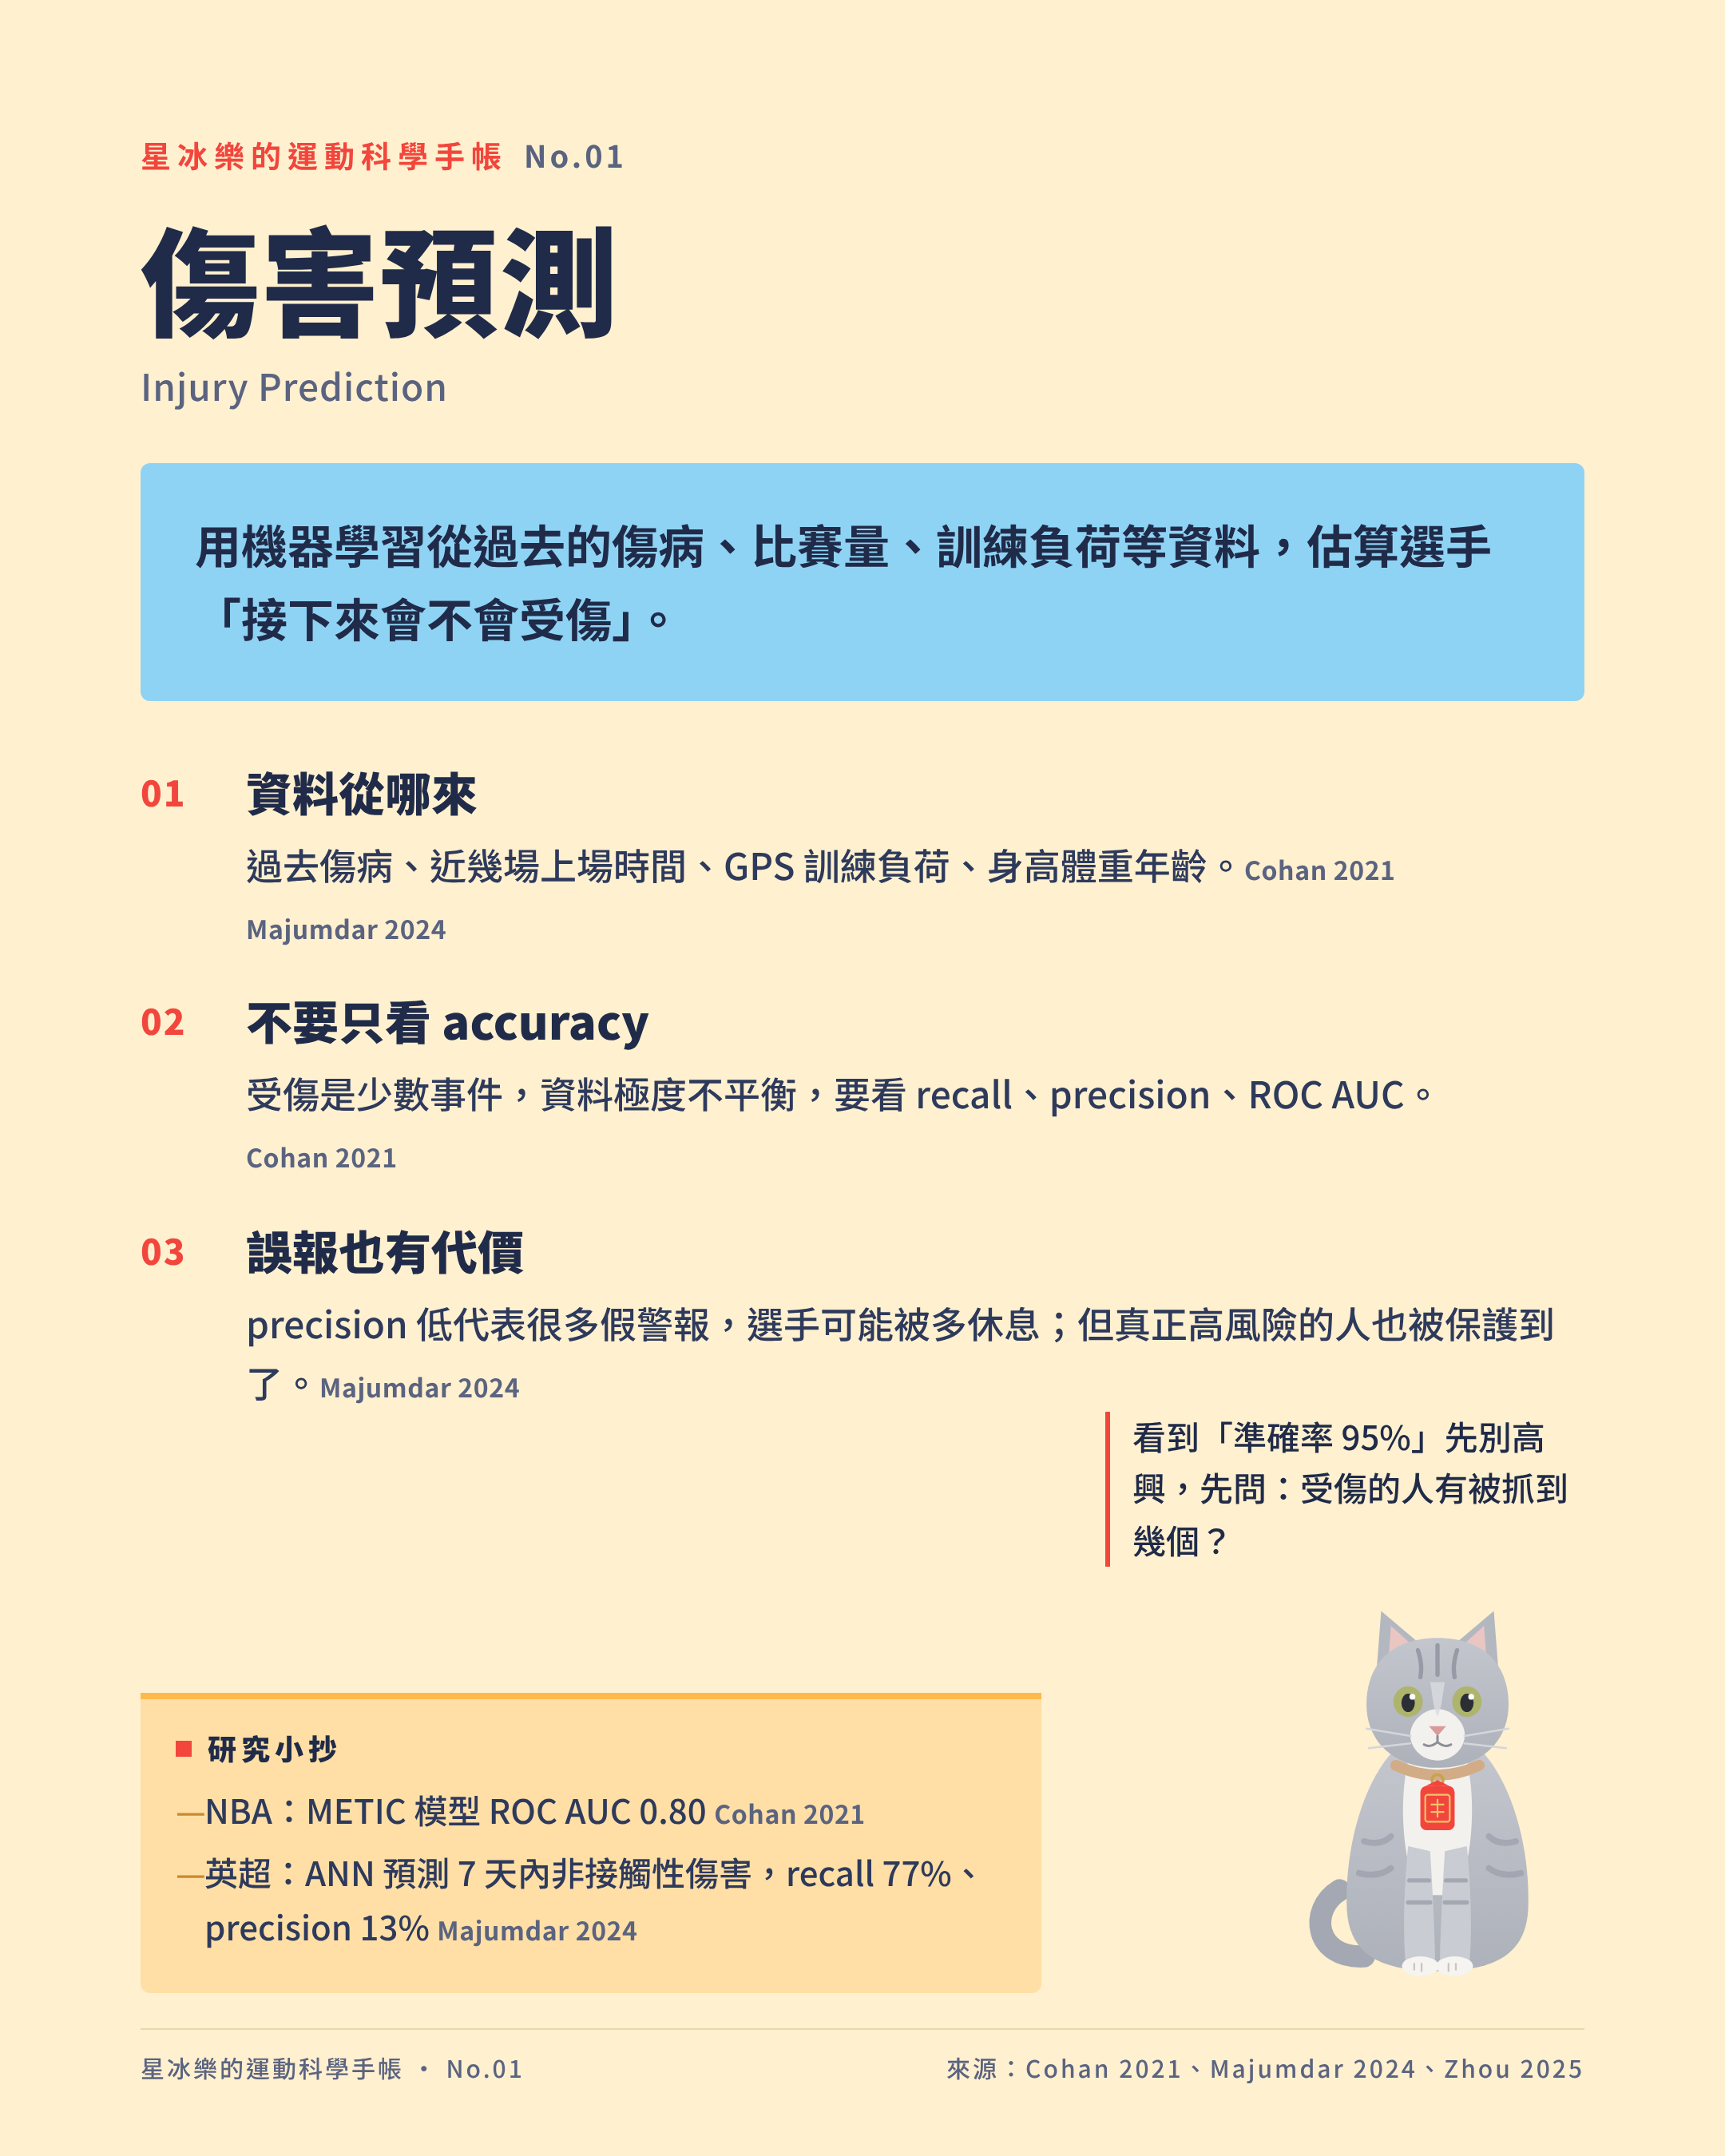 星冰樂的運動科學手帳 No.01
傷害預測
Injury Prediction
用機器學習從過去的傷病、比賽量、訓練負荷等資料，估算選手
「接下來會不會受傷」。
01 資料從哪來
過去傷病、近幾場上場時間、GPS 訓練負荷、身高體重年齡。Cohan 2021
Majumdar 2024
02 不要只看 accuracy
受傷是少數事件，資料極度不平衡，要看 recall、precision、ROC AUC。
Cohan 2021
03 誤報也有代價
precision 低代表很多假警報，選手可能被多休息；但真正高風險的人也被保護到
了。Majumdar 2024
看到「準確率 95%」先別高
興，先問：受傷的人有被抓到
幾個？
研究小抄
—NBA：METIC 模型 ROC AUC 0.80 Cohan 2021
—英超：ANN 預測 7 天內非接觸性傷害，recall 77%、
precision 13% Majumdar 2024
星冰樂的運動科學手帳 · No.01
來源：Cohan 2021、Majumdar 2024、Zhou 2025